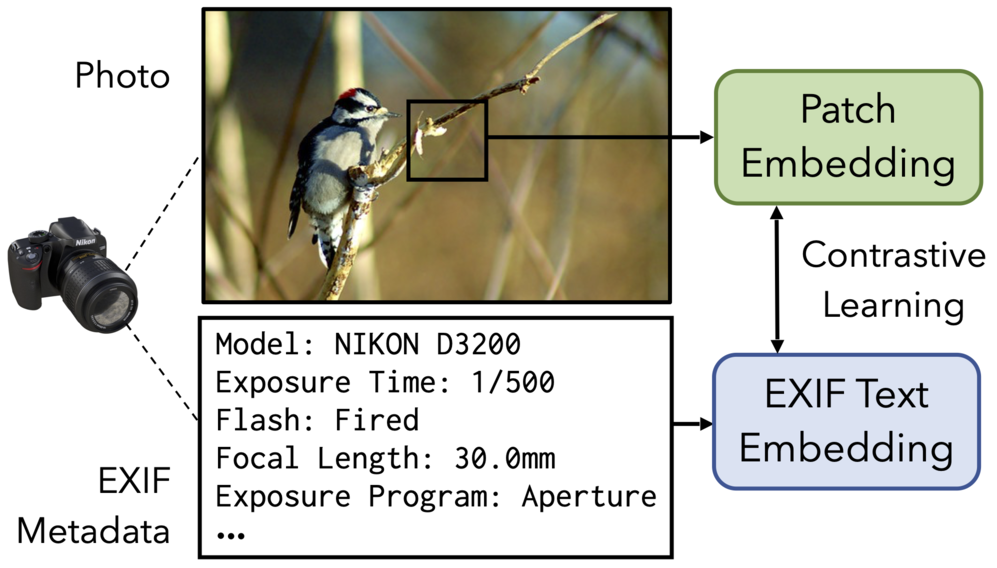 Photo
Nikon
Model: NIKON D3200
Exposure Time: 1/500
Flash: Fired
Focal Length: 30.0mm
Exposure Program: Aperture
...
EXIF
Metadata
Patch
Embedding
Contrastive
Learning
EXIF Text
Embedding